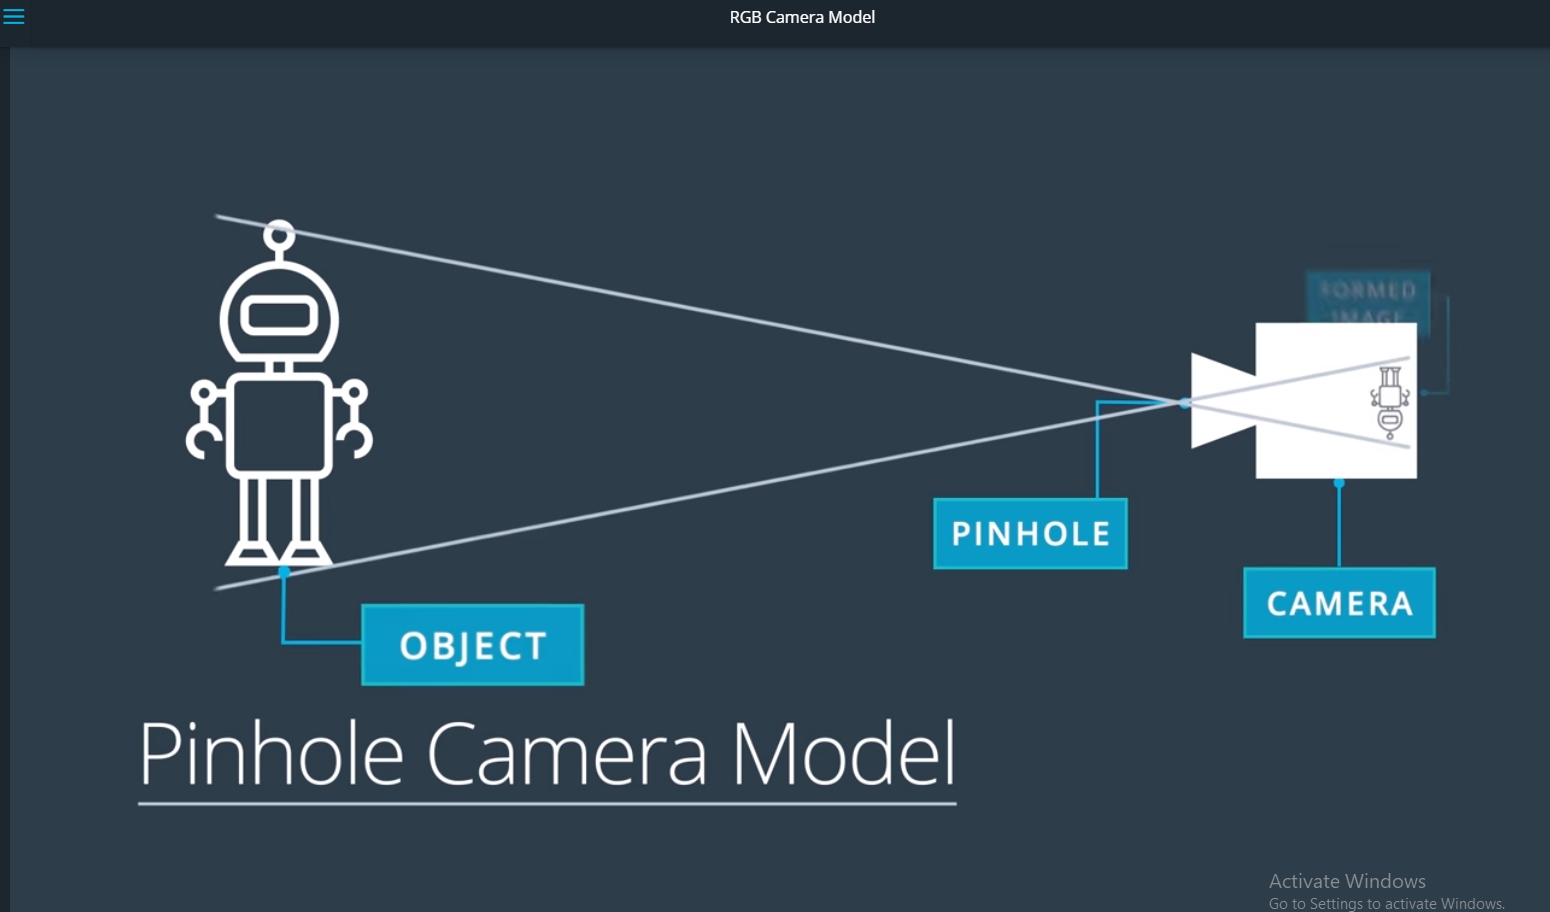 RGB Camera Model
FORMED
IMAGE
PINHOLE
CAMERA
OBJECT
Pinhole Camera Model
Activate Windows
Go to Settings to activate Windows.